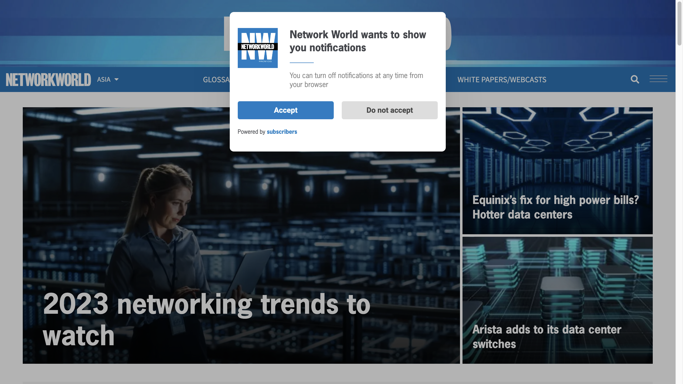 Network World wants to show
you notifications
NW
NETWORKWORLD
You can turn off notifications at any time from
your browser
Accept
Do not accept
Powered by subscribers
NETWORKWORLD
ASIA
GLOSSA
WHITE PAPERS/WEBCASTS
2023 networking trends to
watch
Equinix's fix for high power bills?
Hotter data centers
Arista adds to its data center
switches